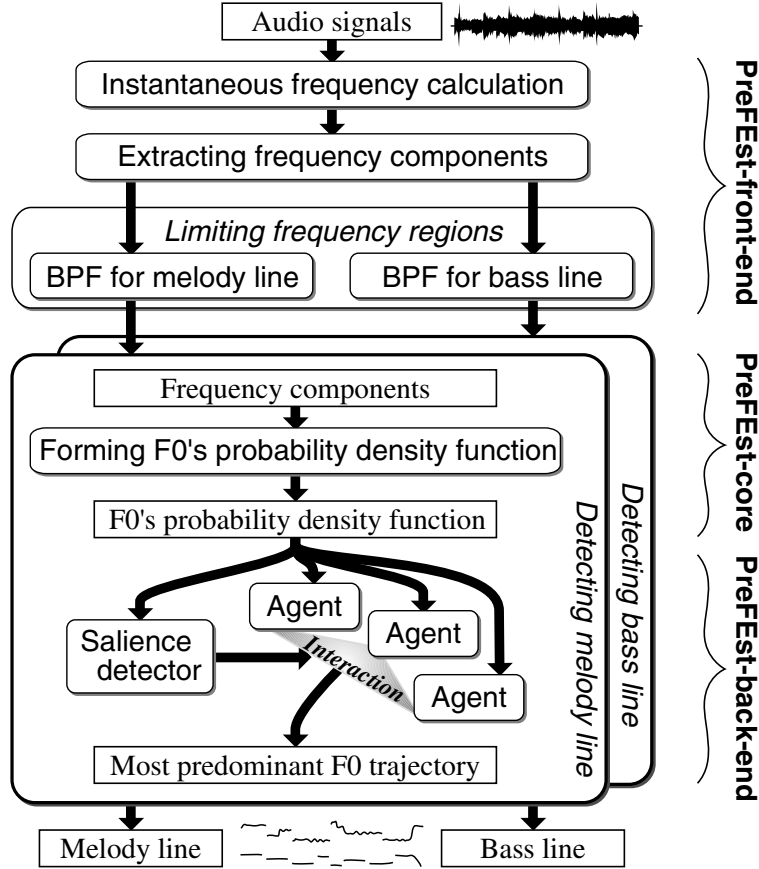 Audio signals
Instantaneous frequency calculation
Extracting frequency components
Limiting frequency regions
BPF for melody line
BPF for bass line
PreFEst-front-end
Frequency components
Forming F0's probability density function
F0's probability density function
PreFEst-core
Agent
Agent
Agent
Salience
detector
Interaction
Most predominant F0 trajectory
Detecting melody line
Detecting bass line
PreFEst-back-end
Melody line
Bass line